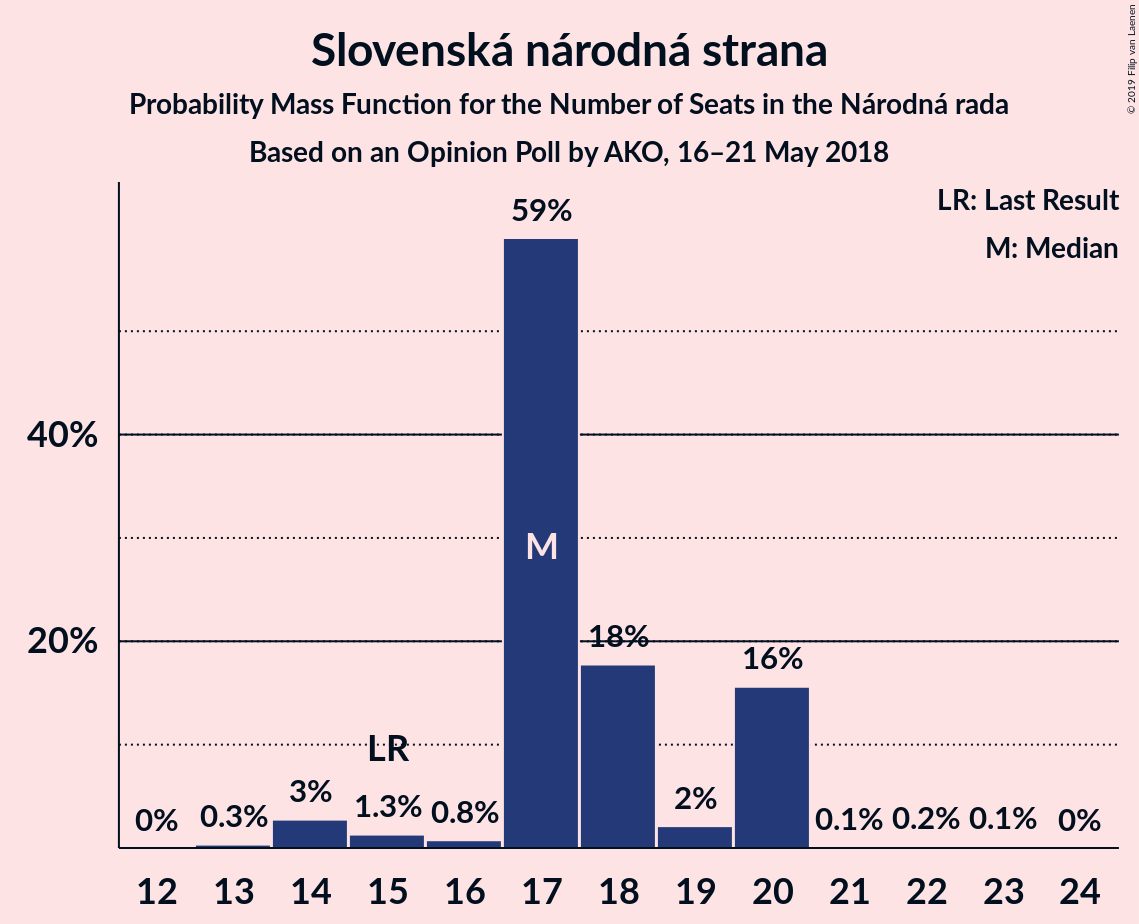 Slovenská národná strana
Probability Mass Function for the Number of Seats in the Národná rada
Based on an Opinion Poll by AKO, 16–21 May 2018
© 2019 Filip van Laenen
LR: Last Result
M: Median
59%
40%
M
20%
18%
16%
LR
0%
0.3%
3%
1.3%
0.8%
2%
0.1%
0.2%
0.1%
0%
12 13 14 15 16 17 18 19 20 21 22 23 24